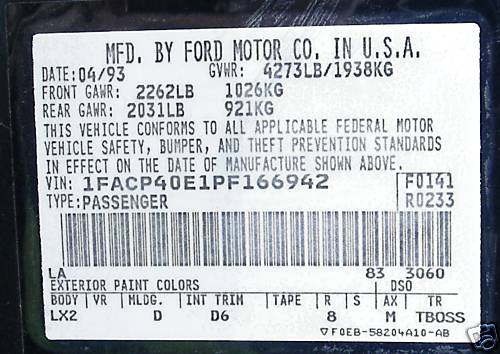 MFD. BY FORD MOTOR CO. IN U.S.A.
DATE: 04/93 GVWR: 4273LB/1938KG
FRONT GAWR: 2262LB 1026KG
REAR GAWR: 2031LB 921KG
THIS VEHICLE CONFORMS TO ALL APPLICABLE FEDERAL MOTOR
VEHICLE SAFETY, BUMPER, AND THEFT PREVENTION STANDARDS
IN EFFECT ON THE DATE OF MANUFACTURE SHOWN ABOVE.
VIN: 1FACP40E1PF166942 F0141
TYPE: PASSENGER R0233
LA 83 3060
EXTERIOR PAINT COLORS DSO
BODY VR MLDG. INT TRIM TAPE R S AX TR
LX2 D D6 8 M TBOSS
▽F0EB-58204A10-AB